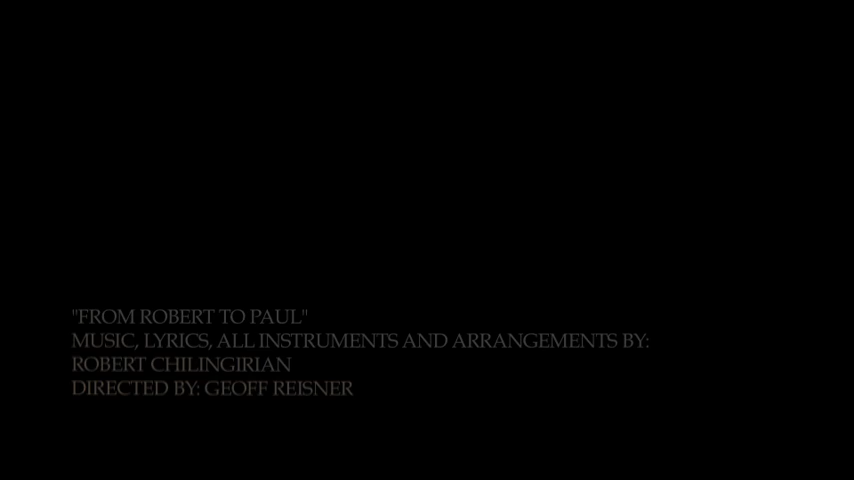 "FROM ROBERT TO PAUL"
MUSIC, LYRICS, ALL INSTRUMENTS AND ARRANGEMENTS BY:
ROBERT CHILINGIRIAN
DIRECTED BY: GEOFF REISNER